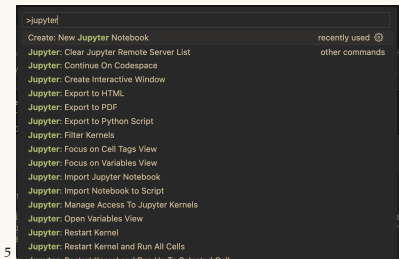 >jupyter
Create: New Jupyter Notebook recently used
Jupyter: Clear Jupyter Remote Server List other commands
Jupyter: Continue On Codespace
Jupyter: Create Interactive Window
Jupyter: Export to HTML
Jupyter: Export to PDF
Jupyter: Export to Python Script
Jupyter: Filter Kernels
Jupyter: Focus on Cell Tags View
Jupyter: Focus on Variables View
Jupyter: Import Jupyter Notebook
Jupyter: Import Notebook to Script
Jupyter: Manage Access To Jupyter Kernels
Jupyter: Open Variables View
Jupyter: Restart Kernel
5 Jupyter: Restart Kernel and Run All Cells